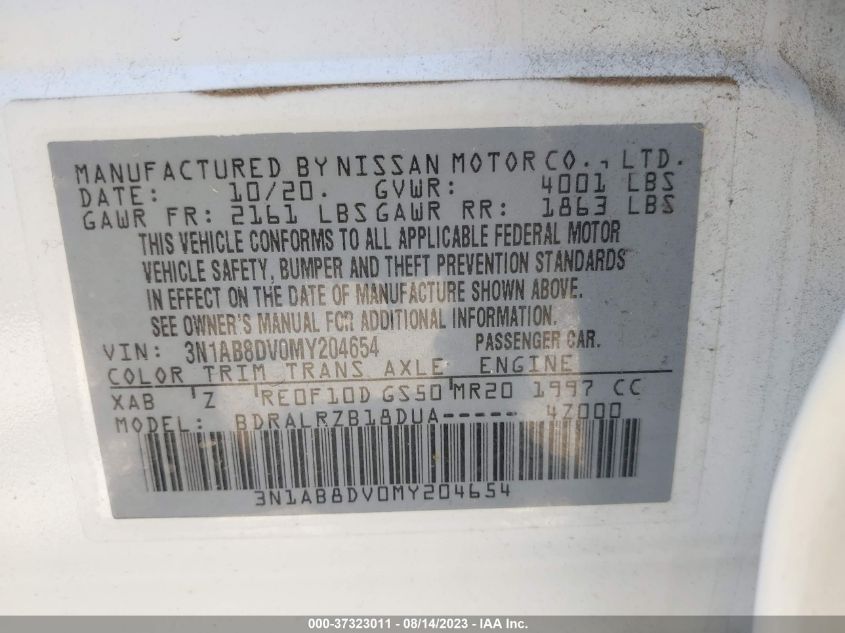 MANUFACTURED BY NISSAN MOTOR CO., LTD.
DATE: 10/20. GVWR: 4001 LBS
GAWR FR: 2161 LBS GAWR RR: 1863 LBS
THIS VEHICLE CONFORMS TO ALL APPLICABLE FEDERAL MOTOR
VEHICLE SAFETY, BUMPER AND THEFT PREVENTION STANDARDS
IN EFFECT ON THE DATE OF MANUFACTURE SHOWN ABOVE.
SEE OWNER'S MANUAL FOR ADDITIONAL INFORMATION.
VIN: 3N1AB8DV0MY204654 PASSENGER CAR.
COLOR TRIM TRANS AXLE ENGINE
XAB Z RE0F10D GS50 MR20 1997 CC
MODEL: BDRALRZB18DUA----- 4Z000
3N1AB8DV0MY204654
000-37323011 - 08/14/2023 - IAA Inc.